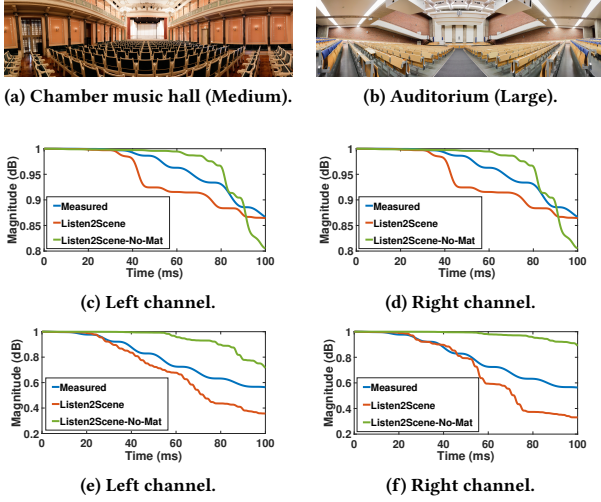 (a) Chamber music hall (Medium).
(b) Auditorium (Large).
Magnitude (dB)
1
0.95
0.9
0.85
0.8
Measured
Listen2Scene
Listen2Scene-No-Mat
0 20 40 60 80 100
Time (ms)
(c) Left channel.
Magnitude (dB)
1
0.95
0.9
0.85
0.8
Measured
Listen2Scene
Listen2Scene-No-Mat
0 20 40 60 80 100
Time (ms)
(d) Right channel.
Magnitude (dB)
1
0.8
0.6
0.4
0.2
Measured
Listen2Scene
Listen2Scene-No-Mat
0 20 40 60 80 100
Time (ms)
(e) Left channel.
Magnitude (dB)
1
0.8
0.6
0.4
0.2
Measured
Listen2Scene
Listen2Scene-No-Mat
0 20 40 60 80 100
Time (ms)
(f) Right channel.